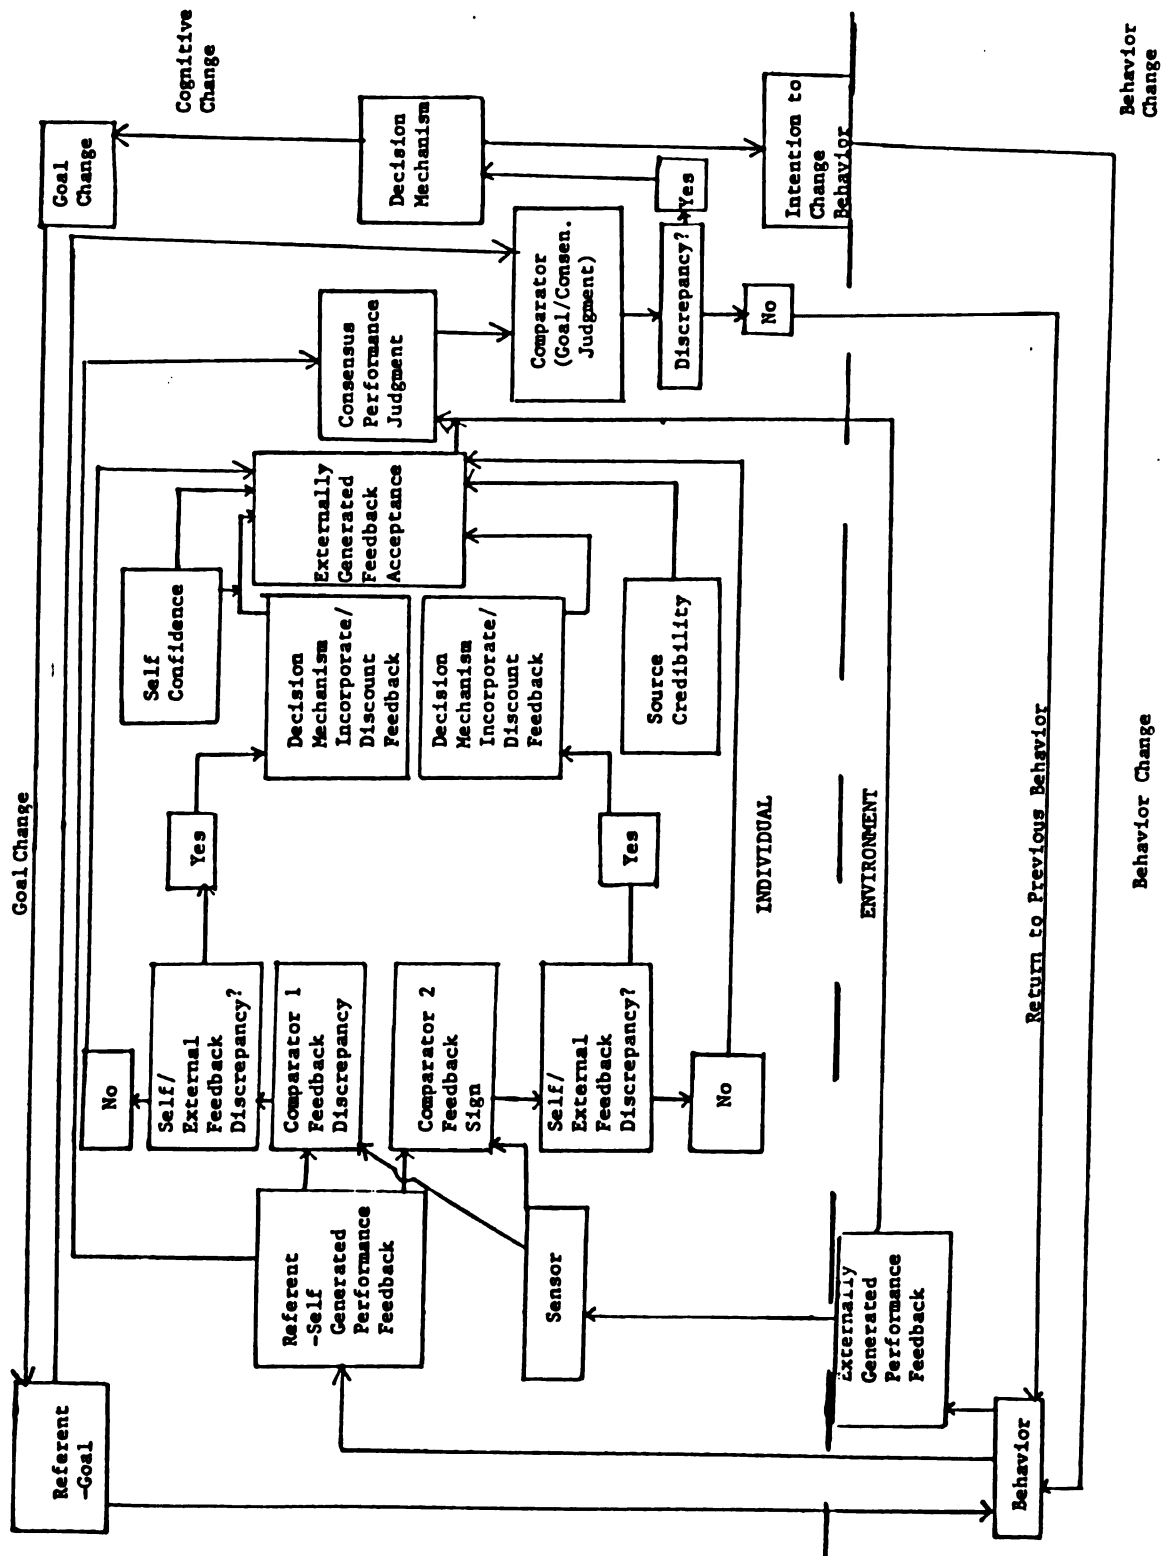 Goal Change
Referent
-Goal
Goal
Change
Cognitive
Change
No
Self/
External
Feedback
Discrepancy?
Yes
Self
Confidence
Comparator 1
Feedback
Discrepancy
Referent
-Self
Generated
Performance
Feedback
Decision
Mechanism
Incorporate/
Discount
Feedback
Externally
Generated
Feedback
Acceptance
Consensus
Performance
Judgment
Decision
Mechanism
Comparator 2
Feedback
Sign
Decision
Mechanism
Incorporate/
Discount
Feedback
Comparator
(Goal/Consen.
Judgment)
Sensor
Self/
External
Feedback
Discrepancy?
Yes
Source
Credibility
Discrepancy?
Yes
No
No
INDIVIDUAL
Intention to
Change
Behavior
ENVIRONMENT
Externally
Generated
Performance
Feedback
Behavior
Return to Previous Behavior
Behavior Change
Behavior
Change